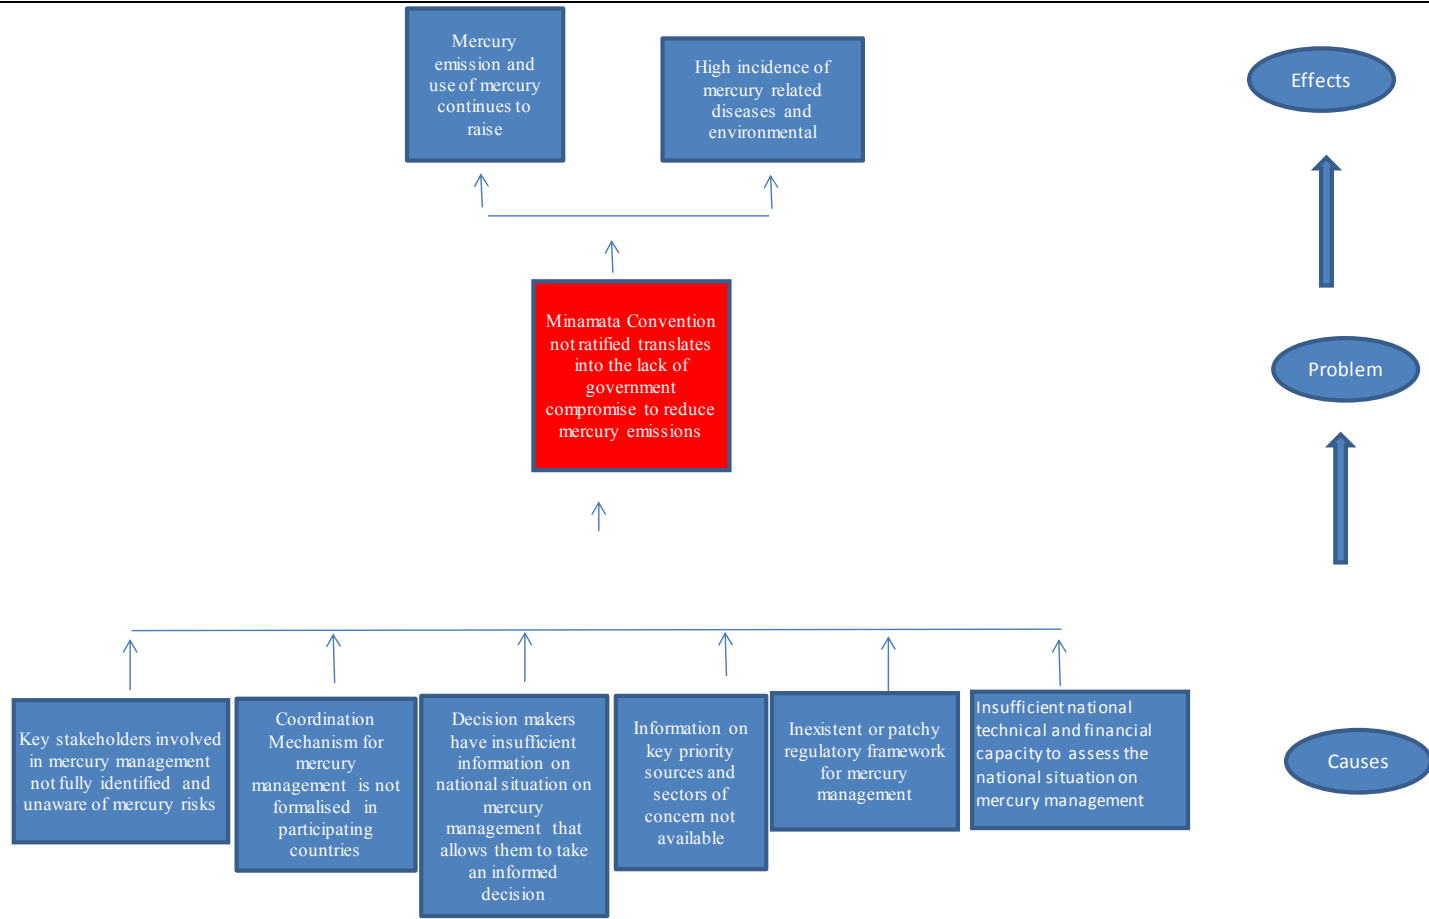 Mercury
emission and
use of mercury
continues to
raise
High incidence of
mercury related
diseases and
environmental
Effects
Minamata Convention
not ratified translates
into the lack of
government
compromise to reduce
mercury emissions
Problem
Key stakeholders involved
in mercury management
not fully identified and
unaware of mercury risks
Coordination
Mechanism for
mercury
management is not
formalised in
participating
countries
Decision makers
have insufficient
information on
national situation on
mercury
management that
allows them to take
an informed
decision
Information on
key priority
sources and
sectors of
concern not
available
Inexistent or patchy
regulatory framework
for mercury
management
Insufficient national
technical and financial
capacity to assess the
national situation on
mercury management
Causes